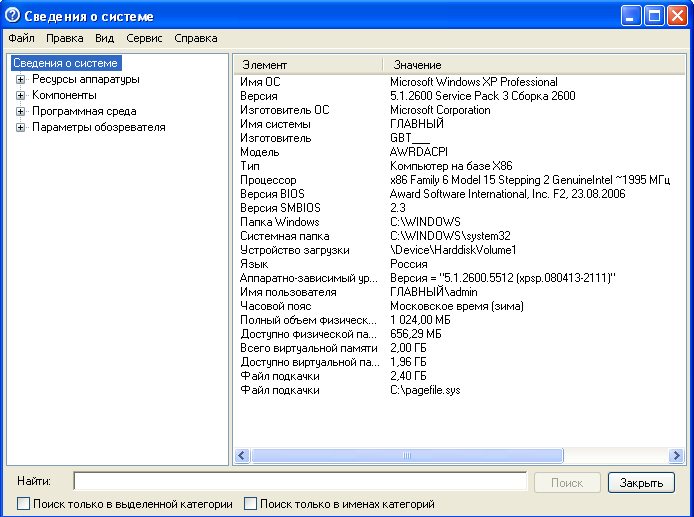 Сведения о системе
Файл Правка Вид Сервис Справка
Сведения о системе
Ресурсы аппаратуры
Компоненты
Программная среда
Параметры обозревателя
Элемент Значение
Имя ОС Microsoft Windows XP Professional
Версия 5.1.2600 Service Pack 3 Сборка 2600
Изготовитель ОС Microsoft Corporation
Имя системы ГЛАВНЫЙ
Изготовитель GBT___
Модель AWRDACPI
Тип Компьютер на базе X86
Процессор x86 Family 6 Model 15 Stepping 2 GenuineIntel ~1995 МГц
Версия BIOS Award Software International, Inc. F2, 23.08.2006
Версия SMBIOS 2.3
Папка Windows C:\WINDOWS
Системная папка C:\WINDOWS\system32
Устройство загрузки \Device\HarddiskVolume1
Язык Россия
Аппаратно-зависимый ур... Версия = "5.1.2600.5512 (xpsp.080413-2111)"
Имя пользователя ГЛАВНЫЙ\admin
Часовой пояс Московское время (зима)
Полный объем физическ... 1 024,00 МБ
Доступно физической па... 656,29 МБ
Всего виртуальной памяти 2,00 ГБ
Доступно виртуальной па... 1,96 ГБ
Файл подкачки 2,40 ГБ
Файл подкачки C:\pagefile.sys
Найти: Поиск Закрыть
Поиск только в выделенной категории Поиск только в именах категорий